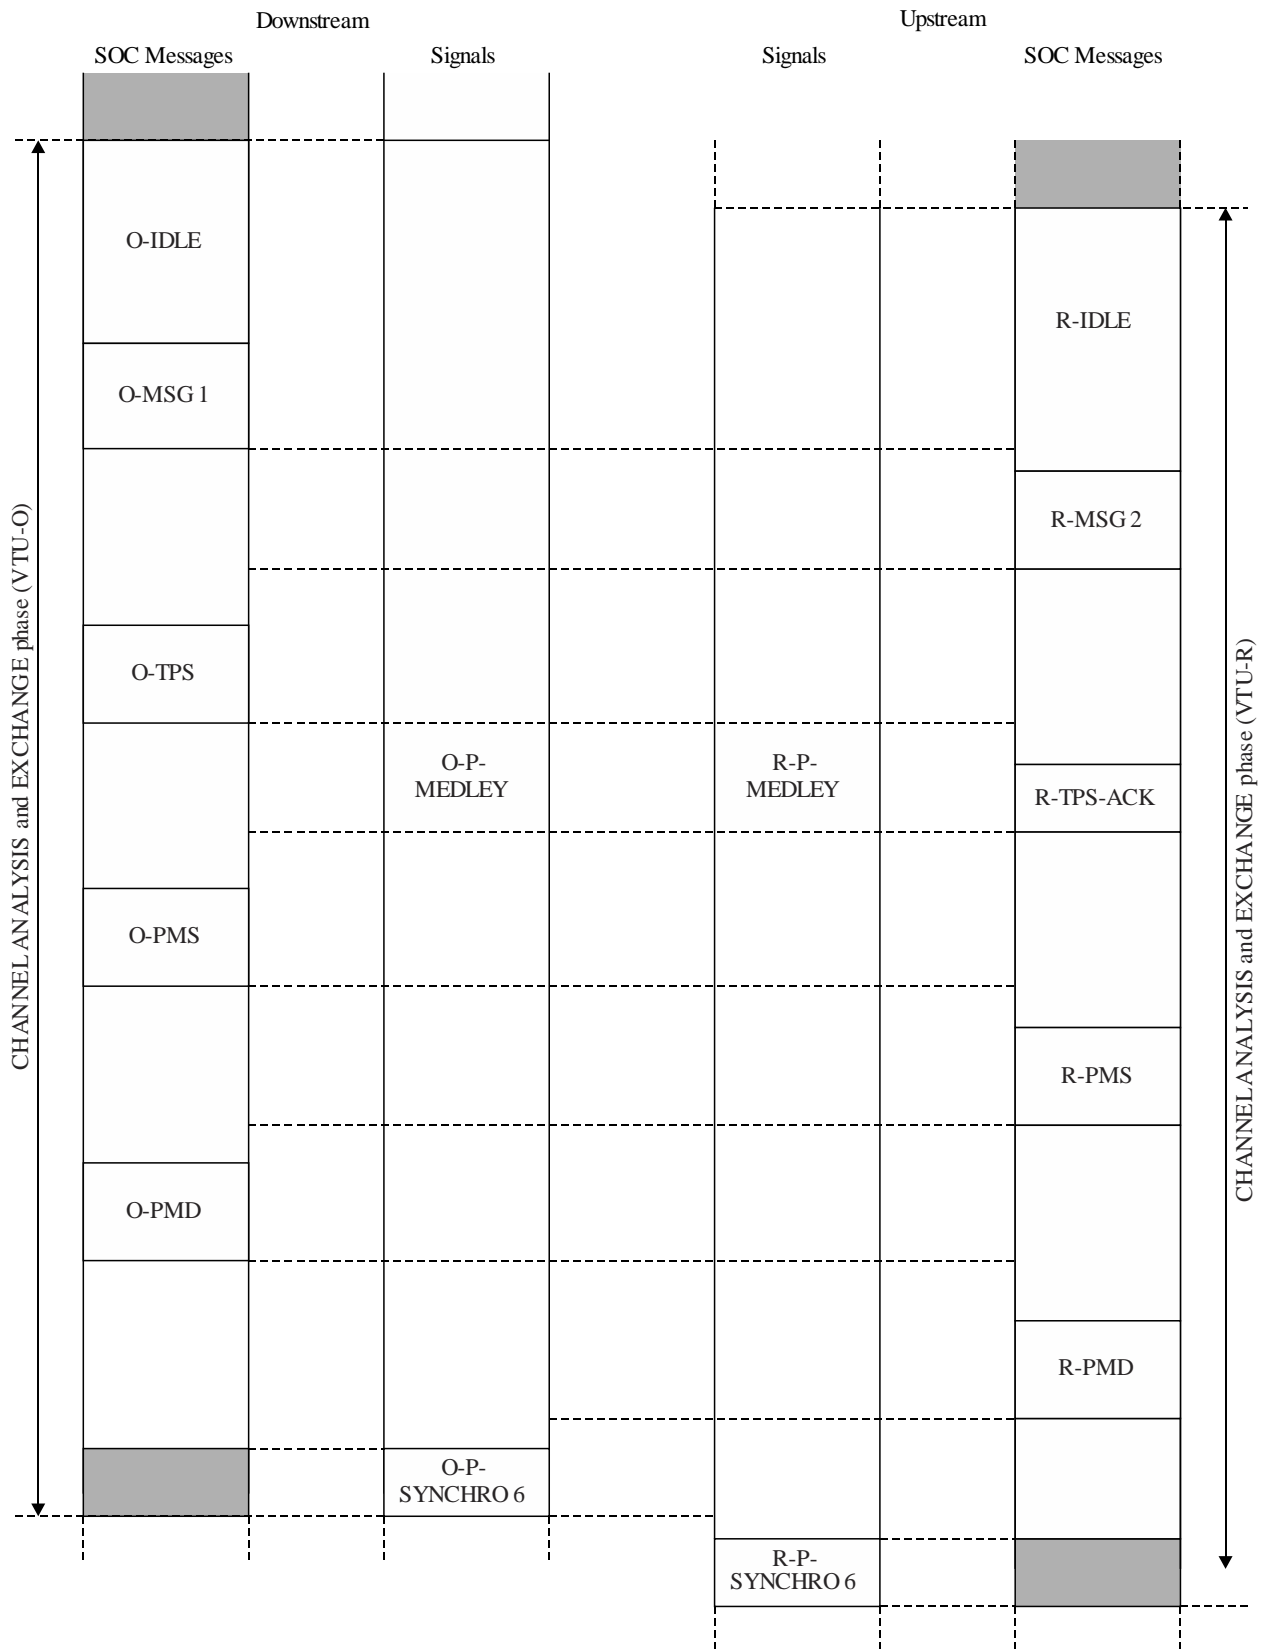 Downstream
Upstream
SOC Messages
Signals
Signals
SOC Messages
O-IDLE
R-IDLE
O-MSG 1
R-MSG 2
O-TPS
O-P-
MEDLEY
R-P-
MEDLEY
R-TPS-ACK
O-PMS
R-PMS
O-PMD
R-PMD
O-P-
SYNCHRO 6
R-P-
SYNCHRO 6
CHANNEL ANALYSIS and EXCHANGE phase (VTU-O)
CHANNEL ANALYSIS and EXCHANGE phase (VTU-R)